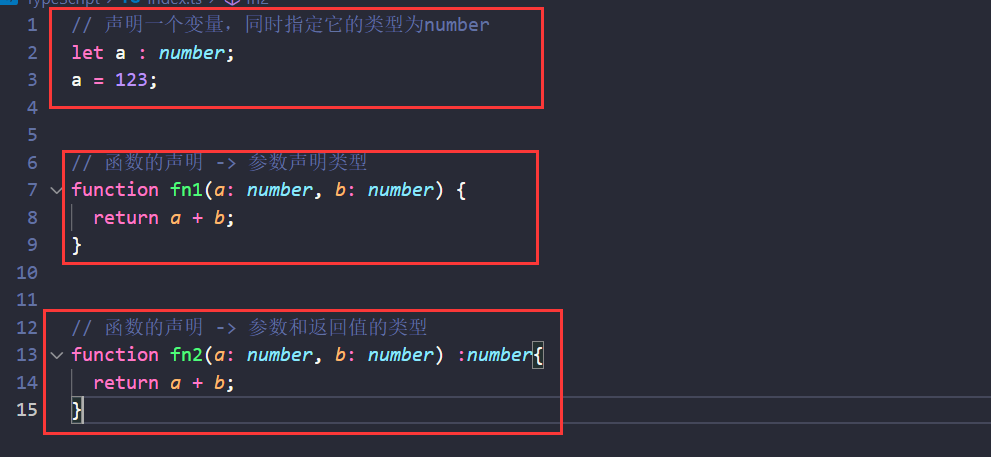 TypeScript > TS index.ts > fn2
1 // 声明一个变量，同时指定它的类型为number
2 let a : number;
3 a = 123;
4
5
6 // 函数的声明 -> 参数声明类型
7 function fn1(a: number, b: number) {
8 return a + b;
9 }
10
11
12 // 函数的声明 -> 参数和返回值的类型
13 function fn2(a: number, b: number) :number{
14 return a + b;
15 }